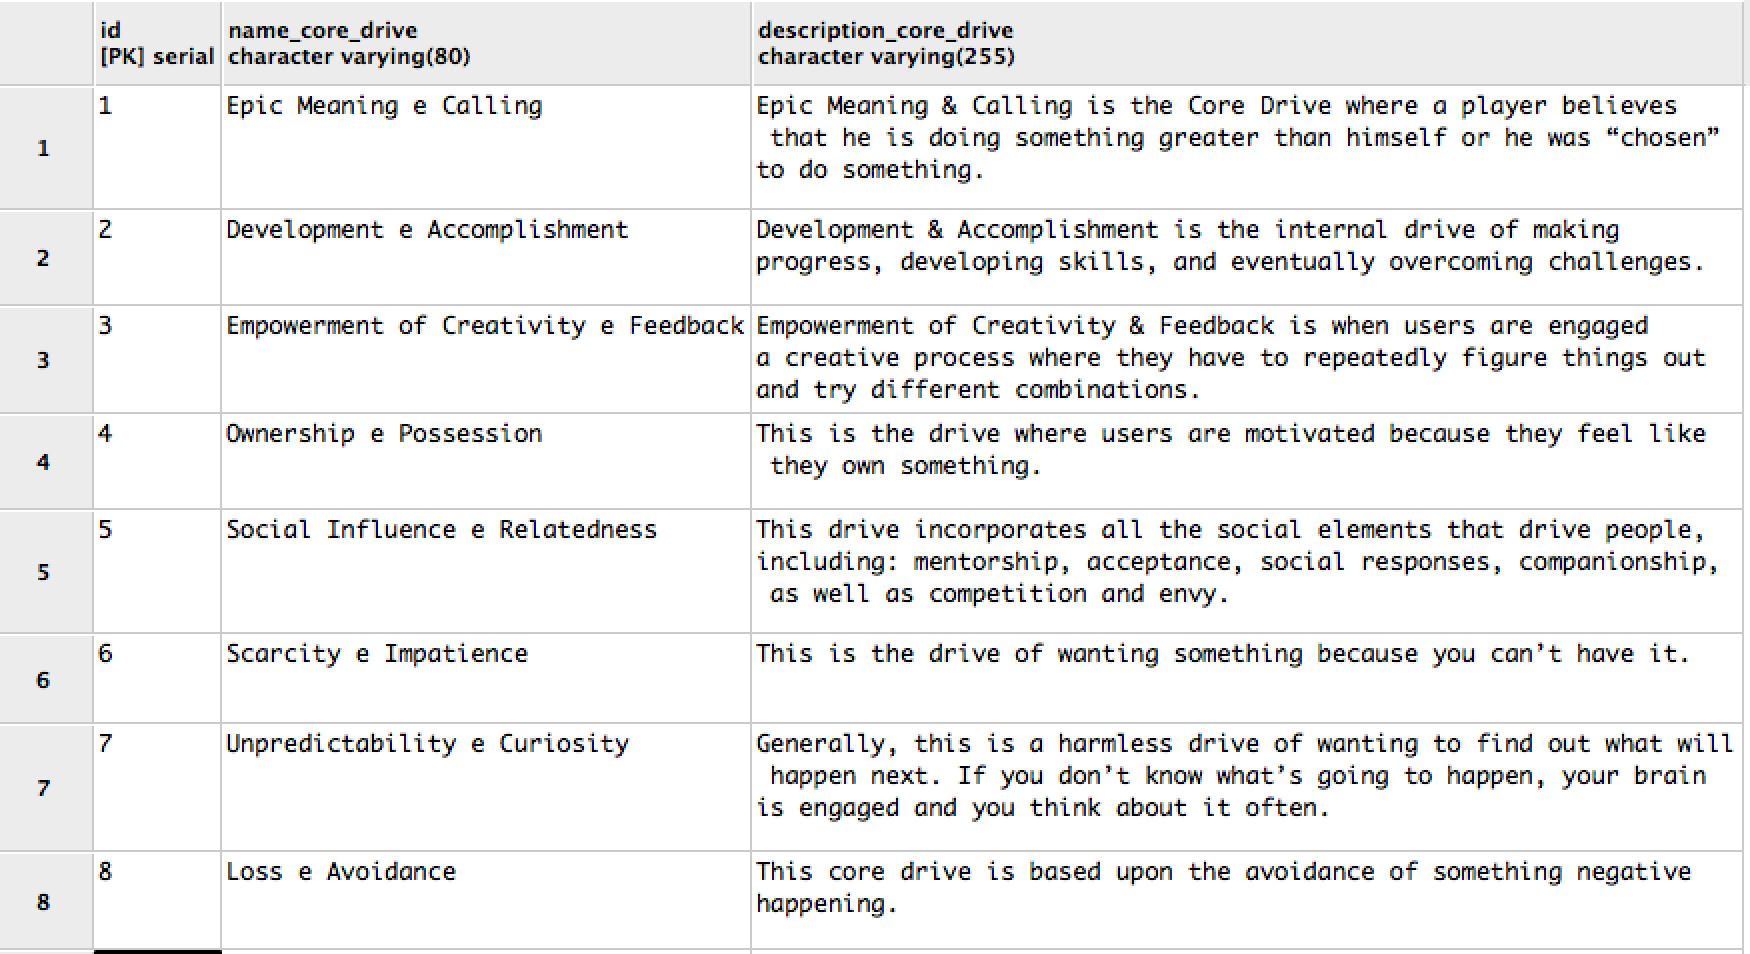 id name_core_drive description_core_drive
[PK] serial character varying(80) character varying(255)
1 1 Epic Meaning e Calling Epic Meaning & Calling is the Core Drive where a player believes
that he is doing something greater than himself or he was “chosen”
to do something.
2 2 Development e Accomplishment Development & Accomplishment is the internal drive of making
progress, developing skills, and eventually overcoming challenges.
3 3 Empowerment of Creativity e Feedback Empowerment of Creativity & Feedback is when users are engaged
a creative process where they have to repeatedly figure things out
and try different combinations.
4 4 Ownership e Possession This is the drive where users are motivated because they feel like
they own something.
5 5 Social Influence e Relatedness This drive incorporates all the social elements that drive people,
including: mentorship, acceptance, social responses, companionship,
as well as competition and envy.
6 6 Scarcity e Impatience This is the drive of wanting something because you can’t have it.
7 7 Unpredictability e Curiosity Generally, this is a harmless drive of wanting to find out what will
happen next. If you don’t know what’s going to happen, your brain
is engaged and you think about it often.
8 8 Loss e Avoidance This core drive is based upon the avoidance of something negative
happening.